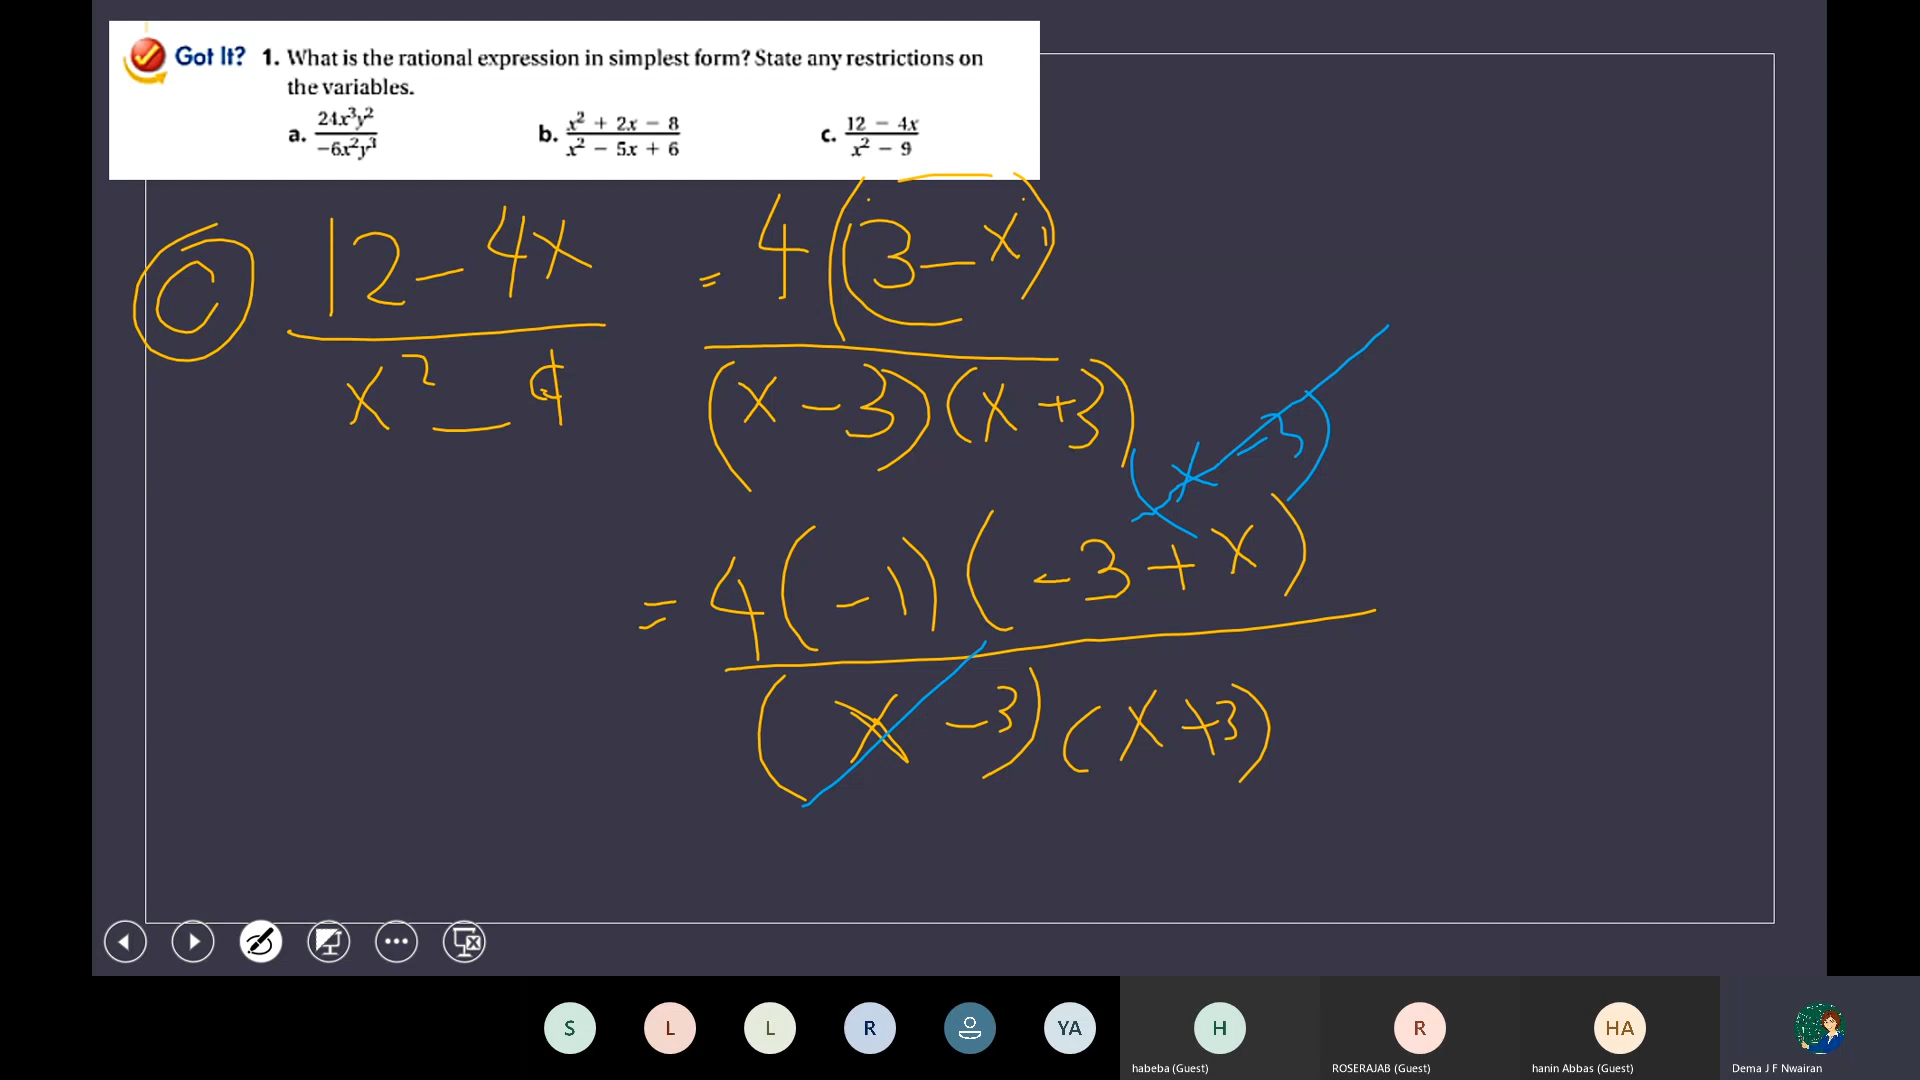 Got It? 1. What is the rational expression in simplest form? State any restrictions on
the variables.
a. 24x³y² / -6x²y³ b. x² + 2x - 8 / x² - 5x + 6 c. 12 - 4x / x² - 9
C 12 - 4x / x² - 9 = 4(3 - x) / (x - 3)(x + 3)
(x - 3)
= 4(-1)(-3 + x) / (x - 3)(x + 3)
S L L R YA H R HA
habeba (Guest) ROSERAJAB (Guest) hanin Abbas (Guest) Dema J F Nwairan